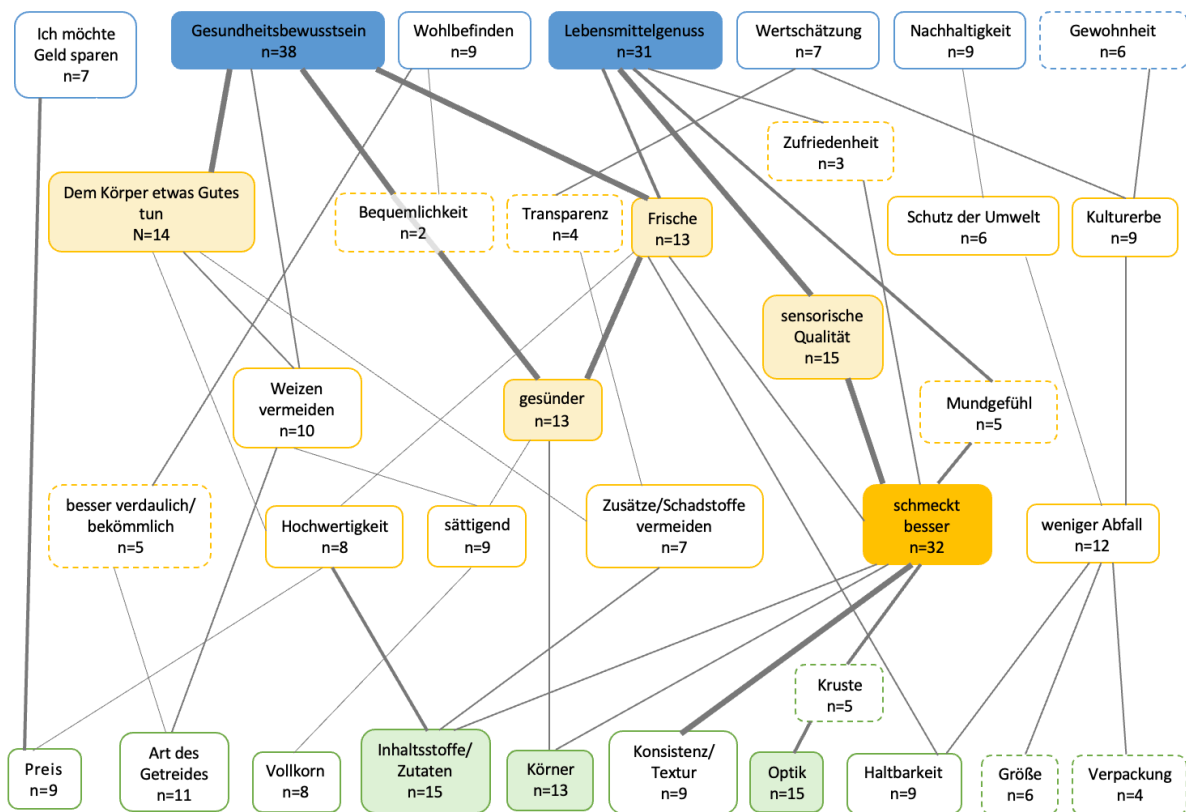 Ich möchte
Geld sparen
n=7
Gesundheitsbewusstsein
n=38
Wohlbefinden
n=9
Lebensmittelgenuss
n=31
Wertschätzung
n=7
Nachhaltigkeit
n=9
Gewohnheit
n=6
Zufriedenheit
n=3
Dem Körper etwas Gutes
tun
N=14
Bequemlichkeit
n=2
Transparenz
n=4
Frische
n=13
Schutz der Umwelt
n=6
Kulturerbe
n=9
sensorische
Qualität
n=15
Weizen
vermeiden
n=10
gesünder
n=13
Mundgefühl
n=5
besser verdaulich/
bekömmlich
n=5
Hochwertigkeit
n=8
sättigend
n=9
Zusätze/Schadstoffe
vermeiden
n=7
schmeckt
besser
n=32
weniger Abfall
n=12
Kruste
n=5
Preis
n=9
Art des
Getreides
n=11
Vollkorn
n=8
Inhaltsstoffe/
Zutaten
n=15
Körner
n=13
Konsistenz/
Textur
n=9
Optik
n=15
Haltbarkeit
n=9
Größe
n=6
Verpackung
n=4